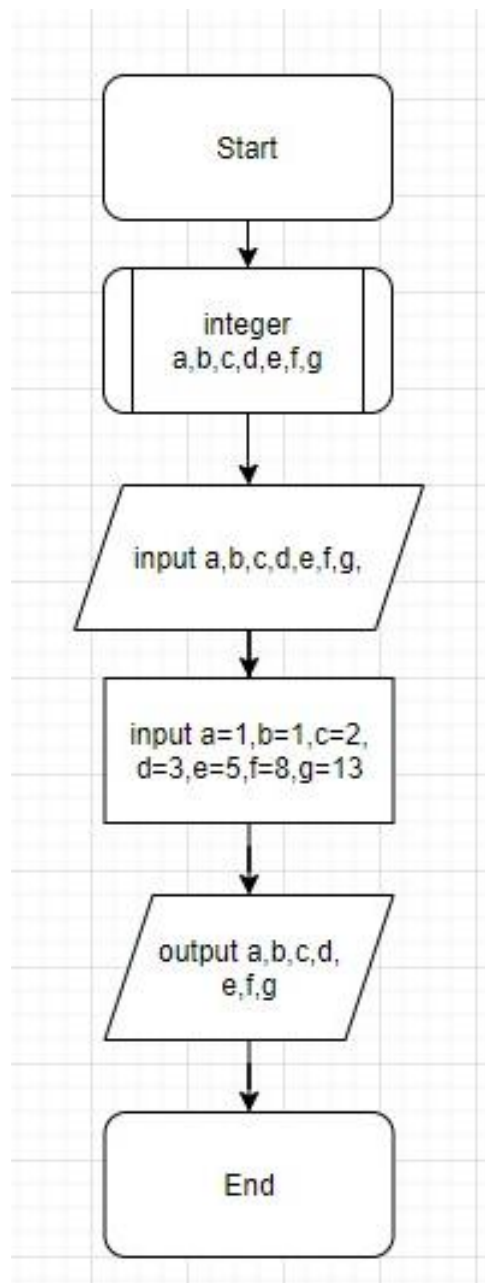 Start
integer
a,b,c,d,e,f,g
input a,b,c,d,e,f,g,
input a=1,b=1,c=2,
d=3,e=5,f=8,g=13
output a,b,c,d,
e,f,g
End